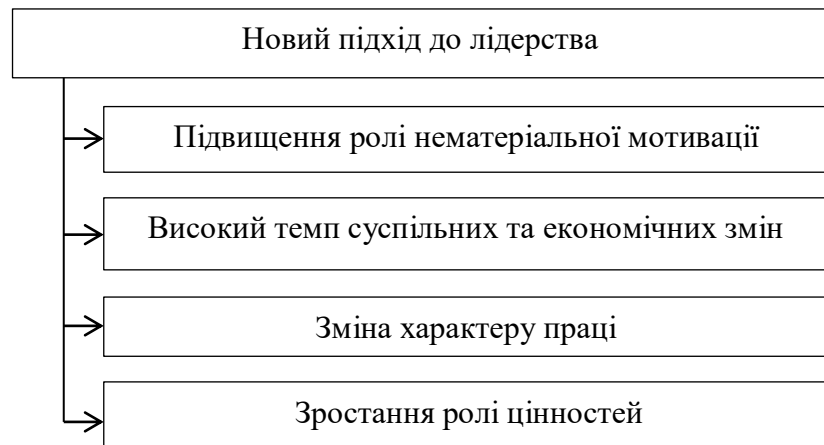 Новий підхід до лідерства
Підвищення ролі нематеріальної мотивації
Високий темп суспільних та економічних змін
Зміна характеру праці
Зростання ролі цінностей